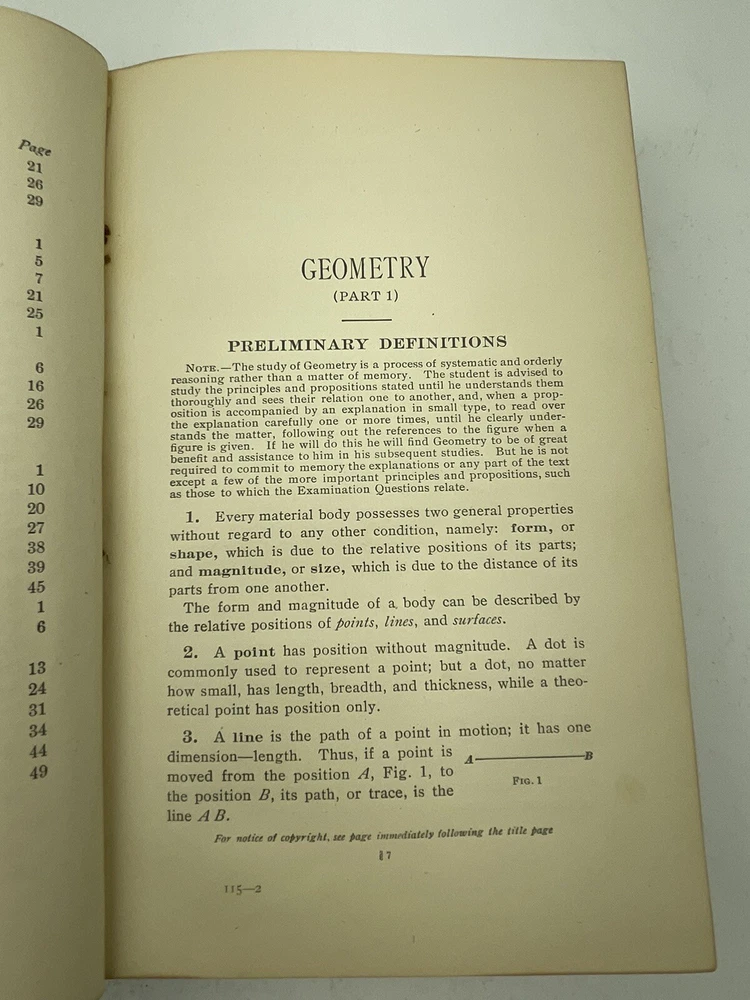 Page
21
26
29
1
5
7
21
25
1
6
16
26
29
1
10
20
27
38
39
45
1
6
13
24
31
34
44
49
GEOMETRY
(PART 1)
PRELIMINARY DEFINITIONS
NOTE.—The study of Geometry is a process of systematic and orderly
reasoning rather than a matter of memory. The student is advised to
study the principles and propositions stated until he understands them
thoroughly and sees their relation one to another, and, when a prop-
osition is accompanied by an explanation in small type, to read over
the explanation carefully one or more times, until he clearly under-
stands the matter, following out the references to the figure when a
figure is given. If he will do this he will find Geometry to be of great
benefit and assistance to him in his subsequent studies. But he is not
required to commit to memory the explanations or any part of the text
except a few of the more important principles and propositions, such
as those to which the Examination Questions relate.
1. Every material body possesses two general properties
without regard to any other condition, namely: form, or
shape, which is due to the relative positions of its parts;
and magnitude, or size, which is due to the distance of its
parts from one another.
The form and magnitude of a body can be described by
the relative positions of points, lines, and surfaces.
2. A point has position without magnitude. A dot is
commonly used to represent a point; but a dot, no matter
how small, has length, breadth, and thickness, while a theo-
retical point has position only.
3. A line is the path of a point in motion; it has one
dimension—length. Thus, if a point is
moved from the position A, Fig. 1, to
the position B, its path, or trace, is the
line A B.
A B
FIG. 1
For notice of copyright, see page immediately following the title page
§7
115—2